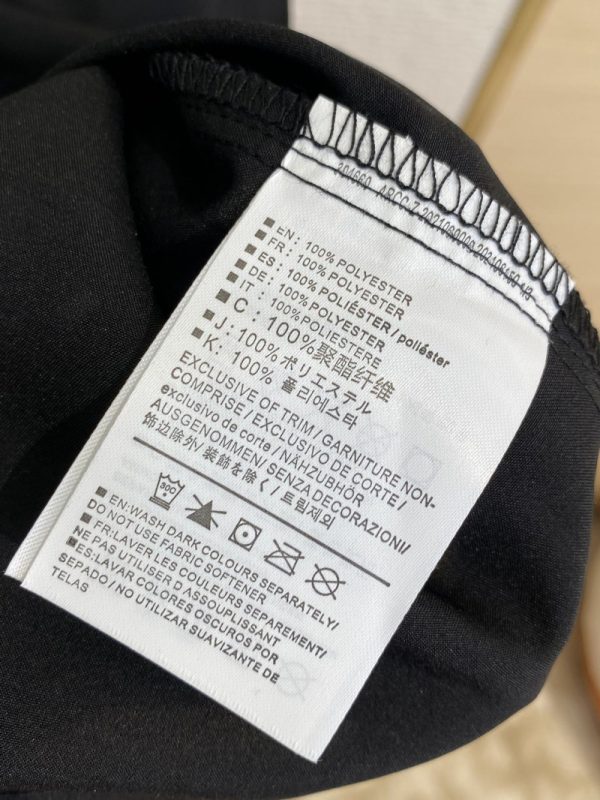 EN: 100% POLYESTER
FR: 100% POLYESTER
ES: 100% POLIÉSTER / poliéster
DE: 100% POLYESTER
IT: 100% POLIESTERE
C: 100%聚酯纤维
J: 100% ポリエステル
K: 100% 폴리에스타
EXCLUSIVE OF TRIM / GARNITURE NON-
COMPRISE / EXCLUSIVO DE CORTE /
exclusivo de corte / NÄHZUBHÖR
AUSGENOMMEN / SENZA DECORAZIONI/
饰边除外/ 装飾を除く / 트림제외
30C
EN:WASH DARK COLOURS SEPARATELY/
DO NOT USE FABRIC SOFTENER
FR:LAVER LES COULEURS SEPAREMENT/
NE PAS UTILISER D'ASSOUPLISSANT
ES:LAVAR COLORES OSCUROS POR
SEPADO / NO UTILIZAR SUAVIZANTE DE
TELAS